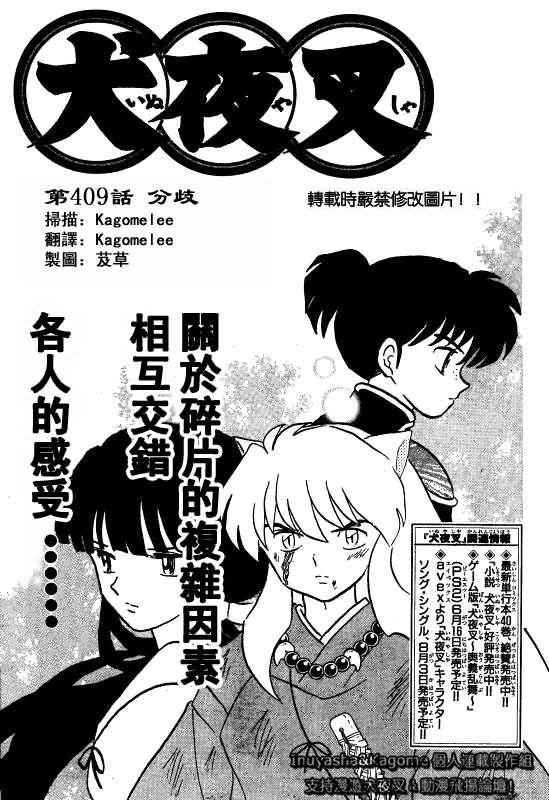 犬夜叉
いぬ や しゃ
第409話 分歧
掃描：Kagomelee
翻譯：Kagomelee
製圖：芨草
轉載時嚴禁修改圖片！！
關於碎片的複雜因素
相互交錯
各人的感受……
『犬夜叉』関連情報
◆最新単行本40巻、絶賛発売中!!
◆「小説 犬夜叉」好評発売中!!
◆ゲーム版「犬夜叉～奥義乱舞～」
(PS2)6月16日発売予定!!
◆avexより、「犬夜叉」キャラクター
ソング・シングル、8月3日発売予定!!
inuyasha&Kagome 個人連載製作組
支持漫遊犬夜叉&動漫飛揚論壇！